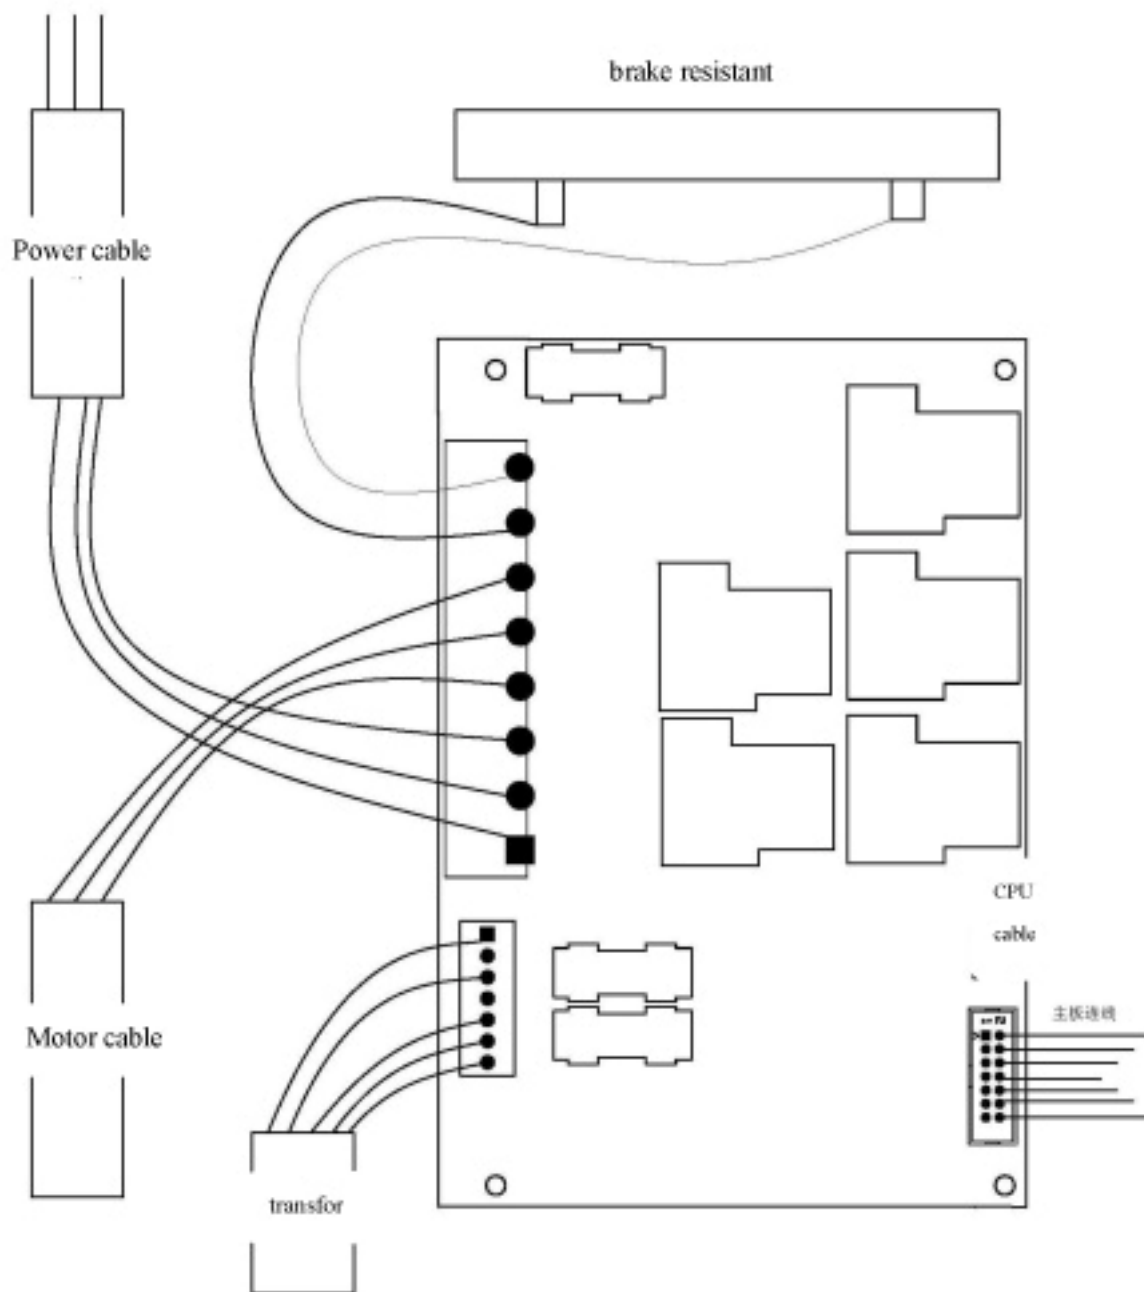 brake resistant
Power cable
CPU
cable
主板连线
Motor cable
transfor